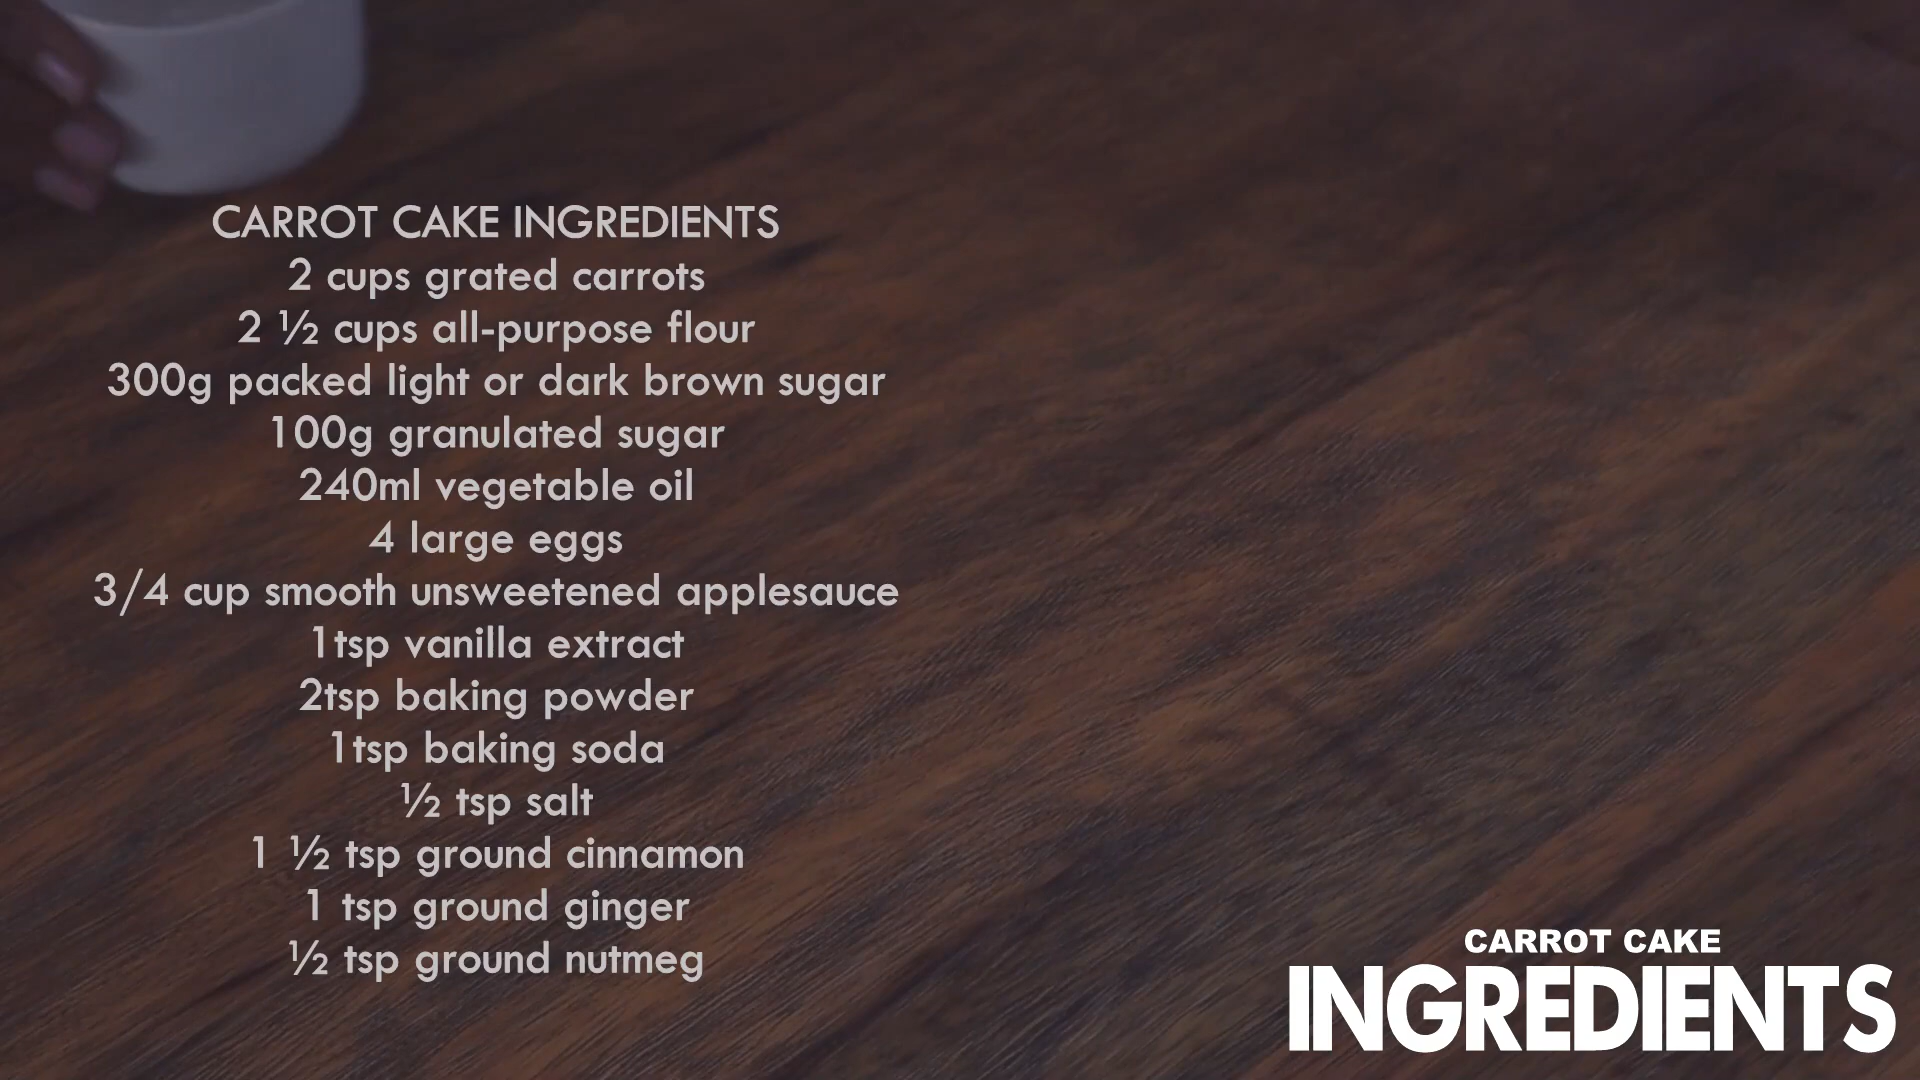 CARROT CAKE INGREDIENTS
2 cups grated carrots
2 ½ cups all-purpose flour
300g packed light or dark brown sugar
100g granulated sugar
240ml vegetable oil
4 large eggs
3/4 cup smooth unsweetened applesauce
1tsp vanilla extract
2tsp baking powder
1tsp baking soda
½ tsp salt
1 ½ tsp ground cinnamon
1 tsp ground ginger
½ tsp ground nutmeg
CARROT CAKE
INGREDIENTS